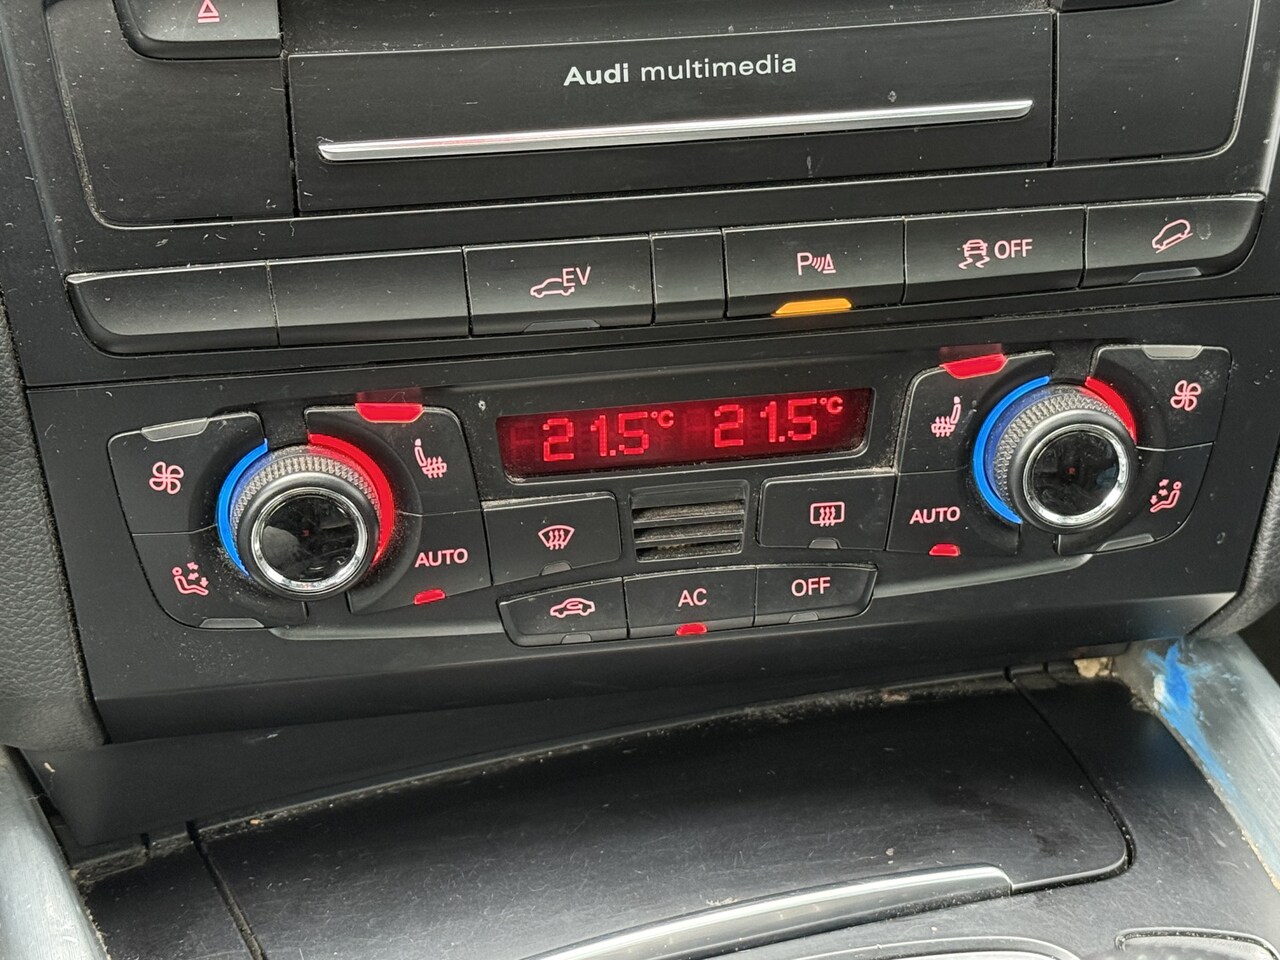 Audi multimedia
EV
P
OFF
21.5°C 21.5°C
AUTO
AUTO
AC
OFF